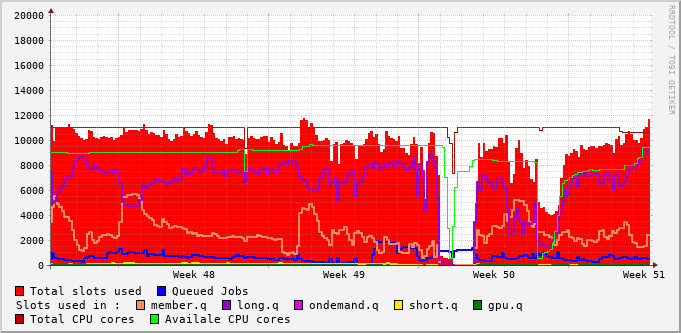 20000
18000
16000
14000
12000
10000
8000
6000
4000
2000
0
Week 48 Week 49 Week 50 Week 51
Total slots used Queued Jobs
Slots used in : member.q long.q ondemand.q short.q gpu.q
Total CPU cores Availale CPU cores
RRDTOOL / TOBI OETIKER